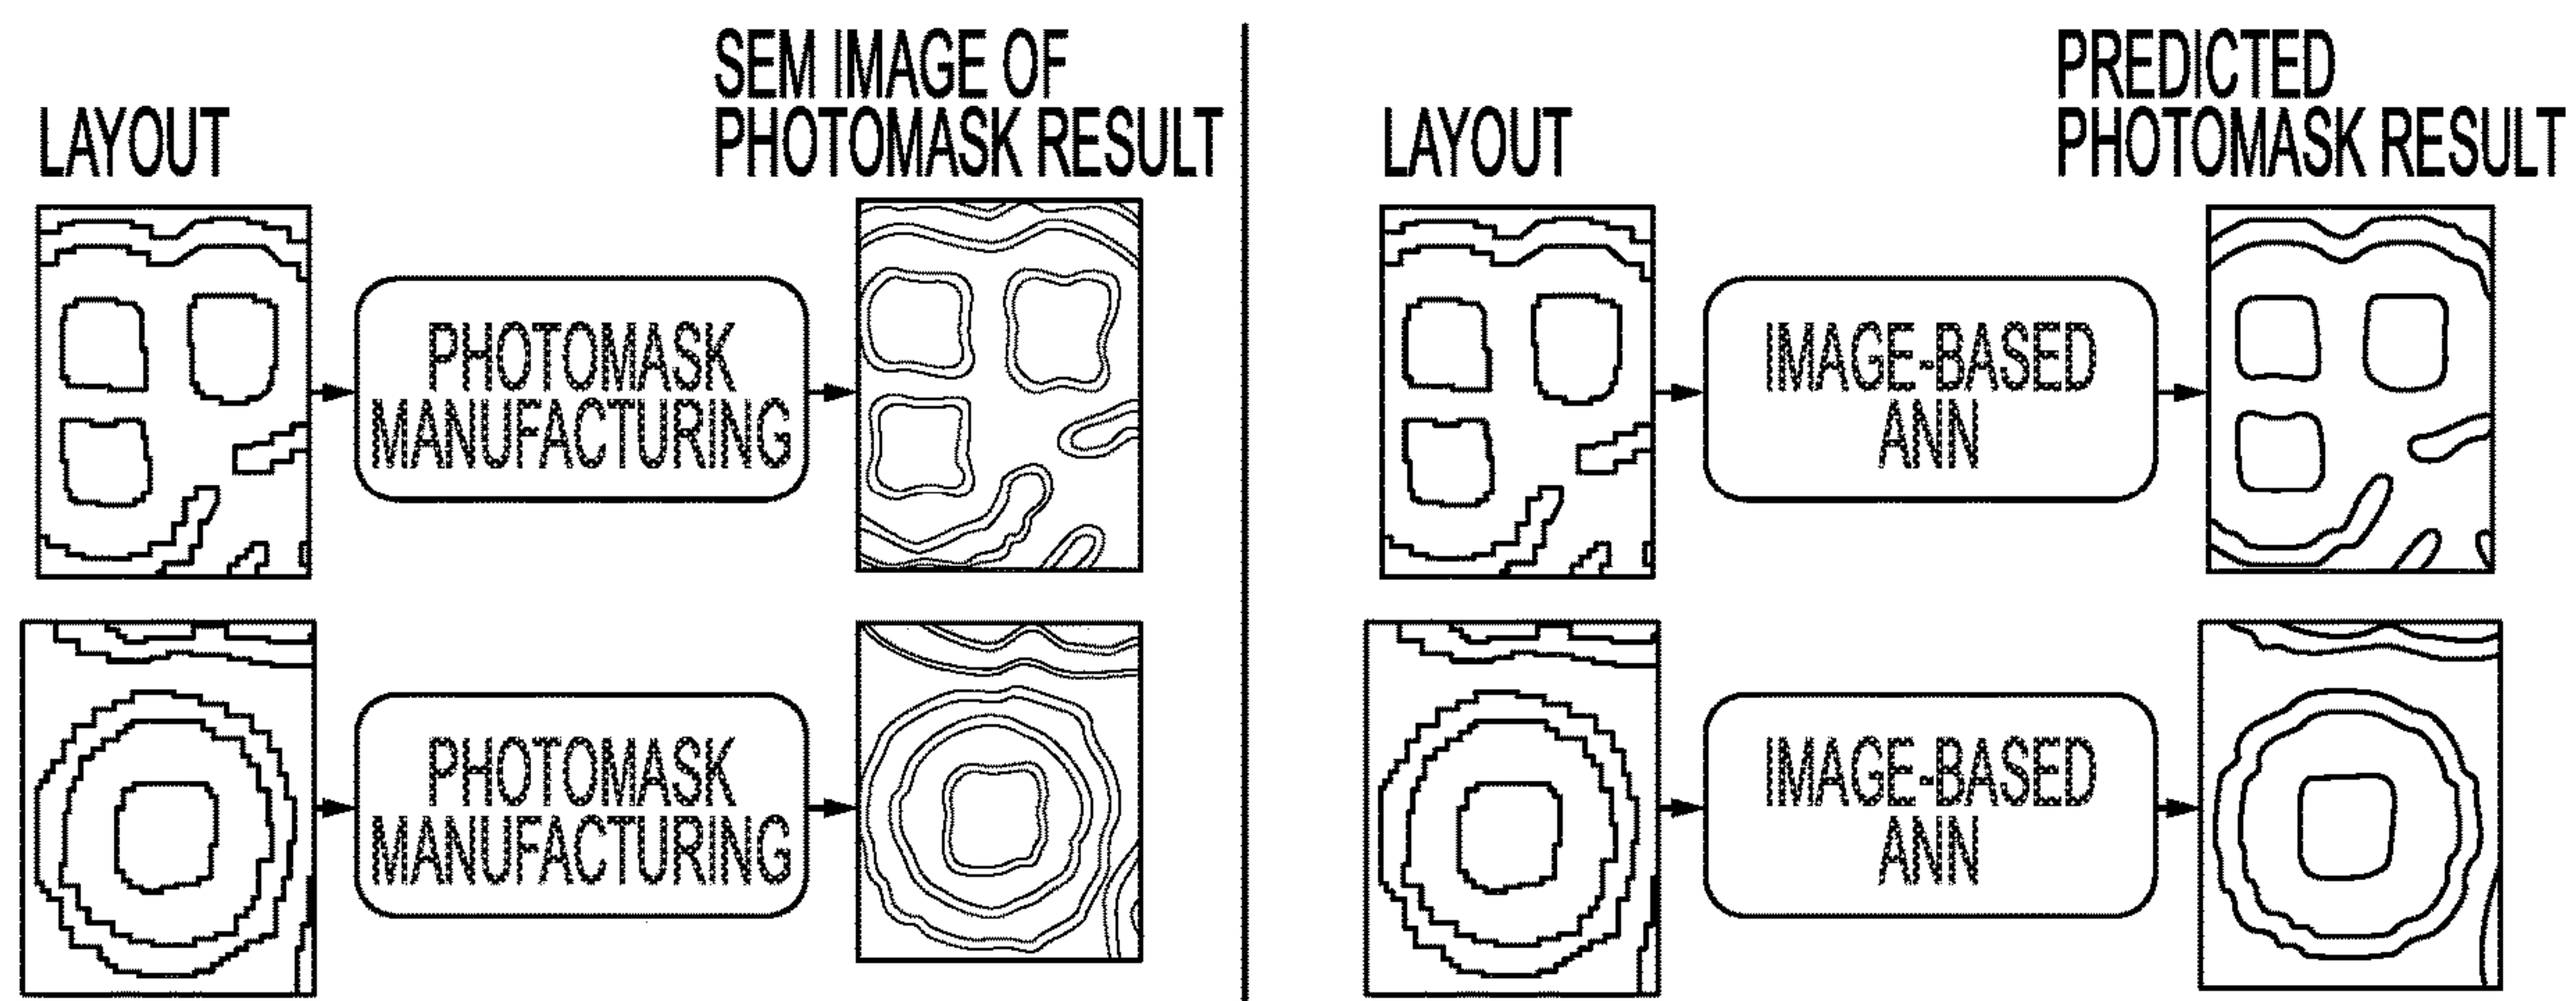 LAYOUT
SEM IMAGE OF
PHOTOMASK RESULT
PHOTOMASK
MANUFACTURING
PHOTOMASK
MANUFACTURING
LAYOUT
PREDICTED
PHOTOMASK RESULT
IMAGE-BASED
ANN
IMAGE-BASED
ANN